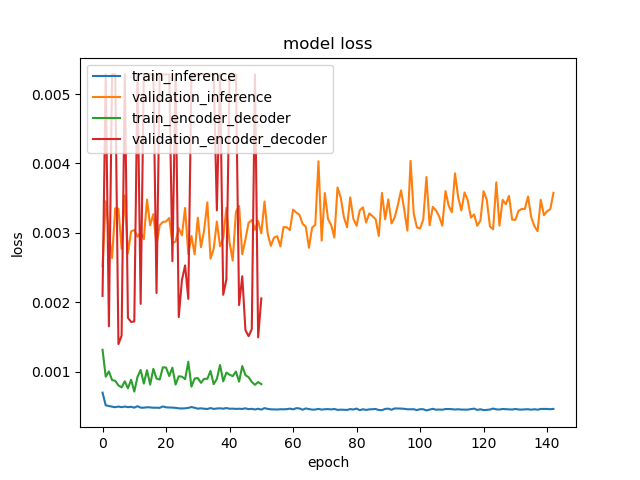 model loss
train_inference
validation_inference
train_encoder_decoder
validation_encoder_decoder
0.005
0.004
0.003
0.002
0.001
loss
0 20 40 60 80 100 120 140
epoch